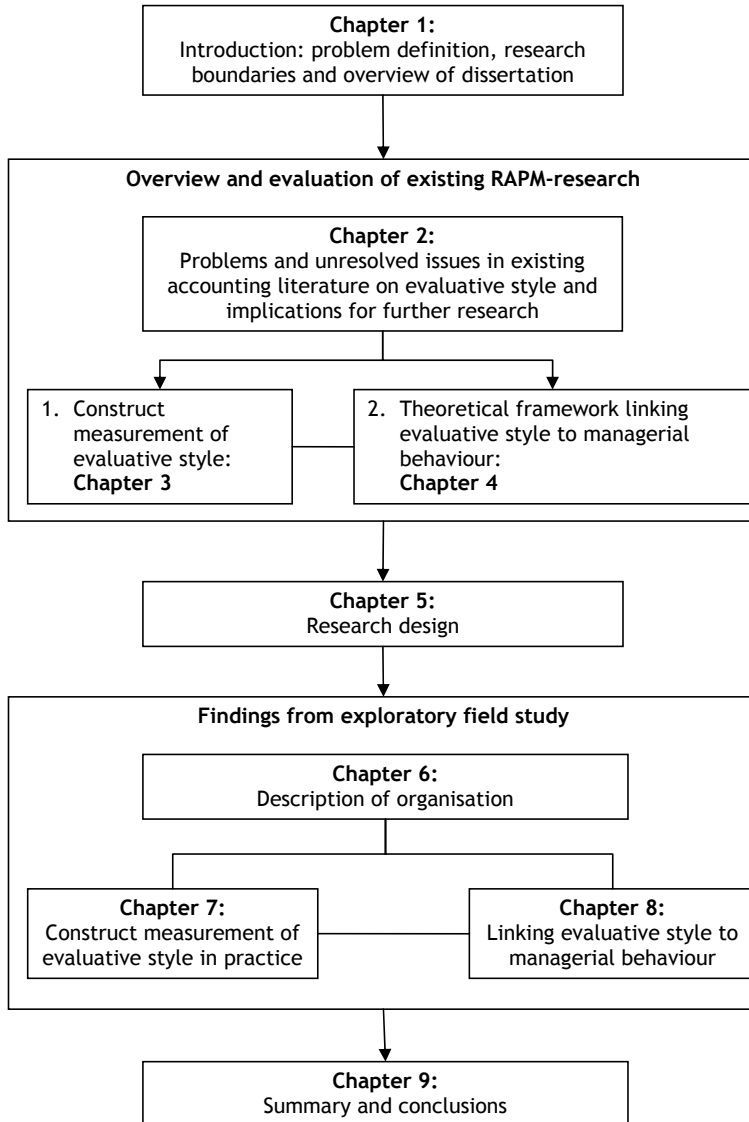 Chapter 1:
Introduction: problem definition, research
boundaries and overview of dissertation
Overview and evaluation of existing RAPM-research
Chapter 2:
Problems and unresolved issues in existing
accounting literature on evaluative style and
implications for further research
1. Construct
measurement of
evaluative style:
Chapter 3
2. Theoretical framework linking
evaluative style to managerial
behaviour:
Chapter 4
Chapter 5:
Research design
Findings from exploratory field study
Chapter 6:
Description of organisation
Chapter 7:
Construct measurement of
evaluative style in practice
Chapter 8:
Linking evaluative style to
managerial behaviour
Chapter 9:
Summary and conclusions